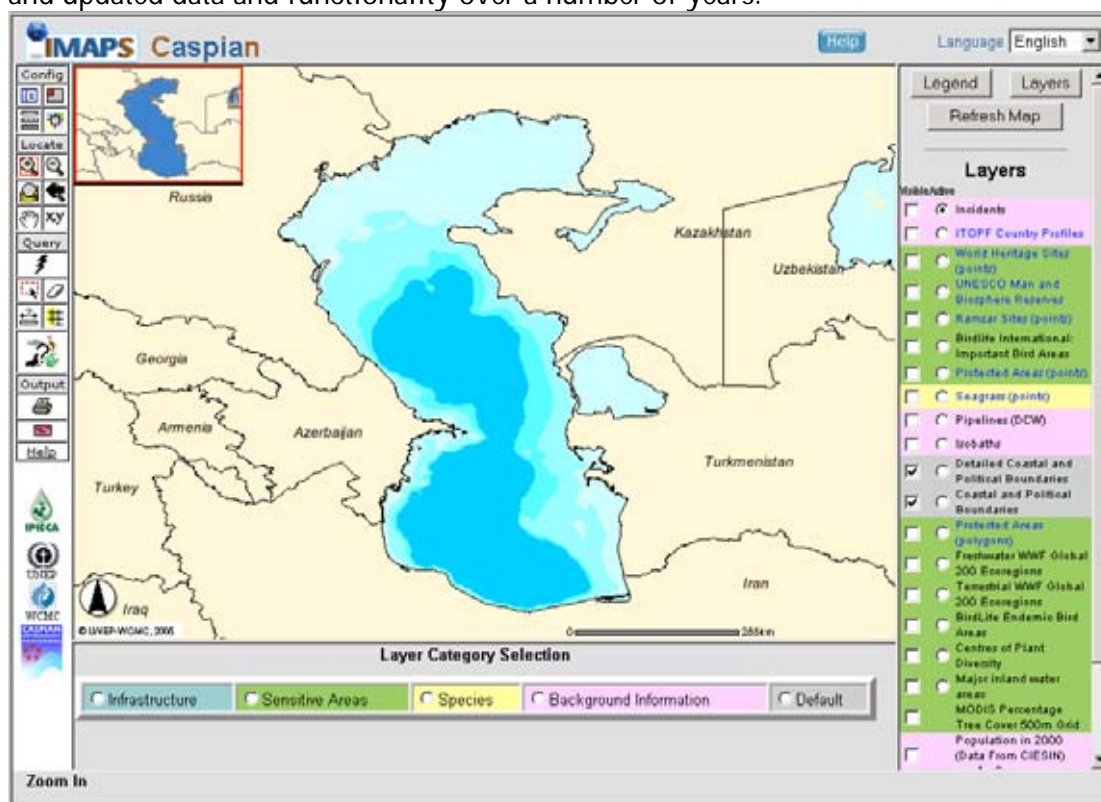 and updated data and functionality over a number of years.
IMAPS Caspian
Help
Language English
Config
Locate
xy
Query
Output
Help
IPIECA
UNEP
WCMC
CASPIAN
Russia
Kazakhstan
Uzbekistan
Georgia
Armenia
Azerbaijan
Turkey
Turkmenistan
Iran
Iraq
© UNEP-WCMC, 2005
0 285km
Layer Category Selection
Infrastructure
Sensitive Areas
Species
Background Information
Default
Zoom In
Legend
Layers
Refresh Map
Layers
Visible Active
Incidents
ITOPF Country Profiles
World Heritage Sites
(points)
UNESCO Man and
Biosphere Reserves
Ramsar Sites (points)
Birdlife International:
Important Bird Areas
Protected Areas (points)
Seagrass (points)
Pipelines (DCW)
Isobaths
Detailed Coastal and
Political Boundaries
Coastal and Political
Boundaries
Protected Areas
(polygons)
Freshwater WWF Global
200 Ecoregions
Terrestrial WWF Global
200 Ecoregions
BirdLife Endemic Bird
Areas
Centres of Plant
Diversity
Major inland water
areas
MODIS Percentage
Tree Cover 500m Grid
Population in 2000
(Data From CIESIN)